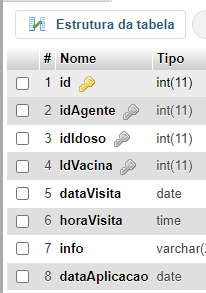 Estrutura da tabela
# Nome Tipo
1 id int(11)
2 idAgente int(11)
3 idIdoso int(11)
4 IdVacina int(11)
5 dataVisita date
6 horaVisita time
7 info varchar(
8 dataAplicacao date